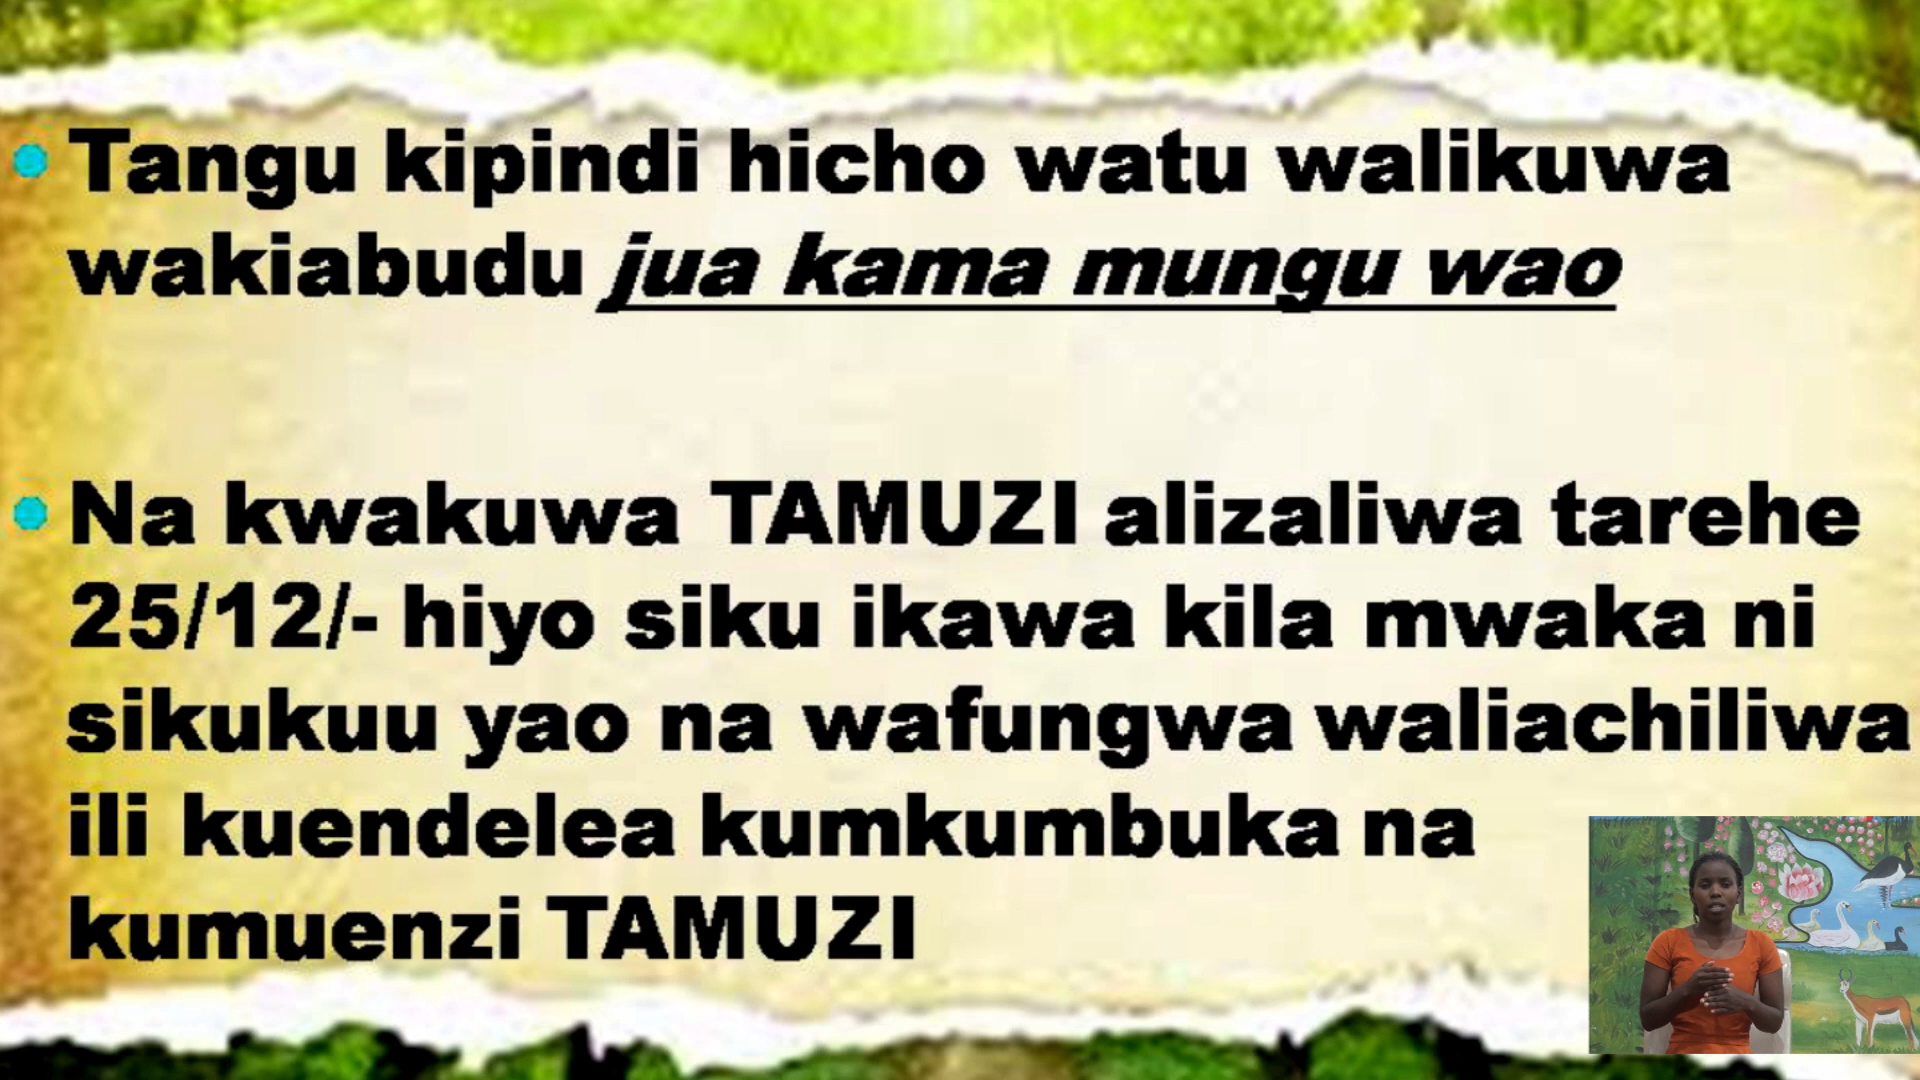 • Tangu kipindi hicho watu walikuwa
wakiabudu jua kama mungu wao
• Na kwakuwa TAMUZI alizaliwa tarehe
25/12/- hiyo siku ikawa kila mwaka ni
sikukuu yao na wafungwa waliachiliwa
ili kuendelea kumkumbuka na
kumuenzi TAMUZI